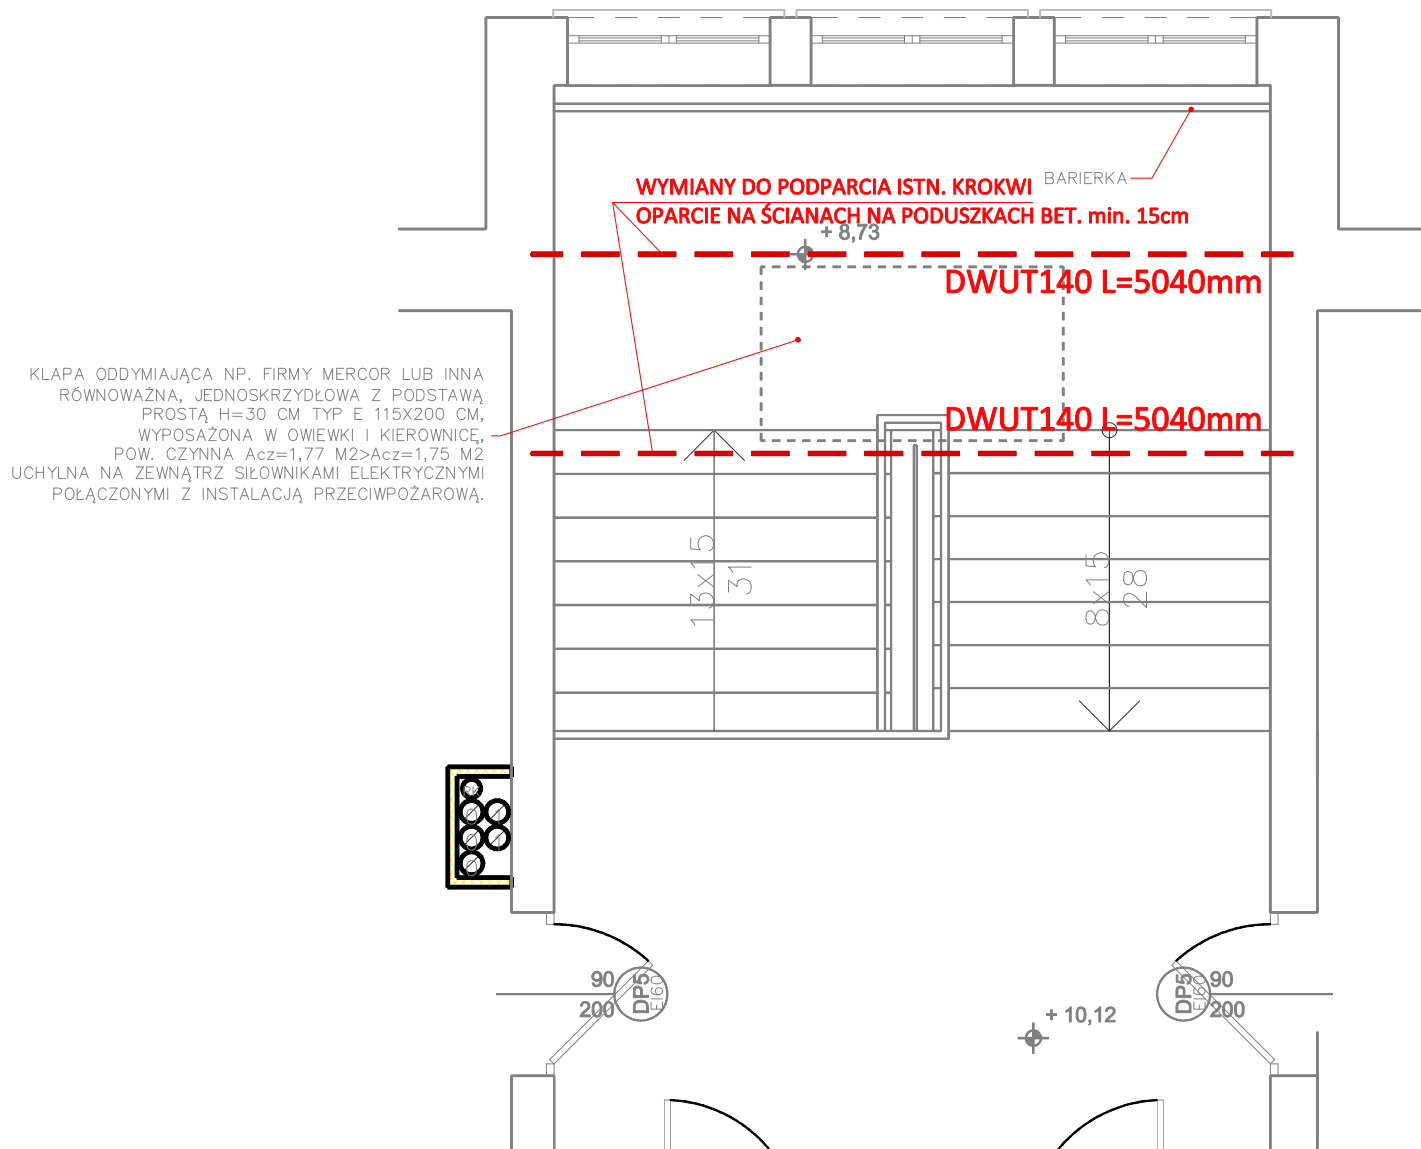 WYMIANY DO PODPARCIA ISTN. KROKWI
BARIERKA
OPARCIE NA ŚCIANACH NA PODUSZKACH BET. min. 15cm
+ 8,73
DWUT140 L=5040mm
KLAPA ODDYMIAJĄCA NP. FIRMY MERCOR LUB INNA
RÓWNOWAŻNA, JEDNOSKRZYDŁOWA Z PODSTAWĄ
PROSTĄ H=30 CM TYP E 115X200 CM,
WYPOSAŻONA W OWIEWKI I KIEROWNICĘ,
POW. CZYNNA Acz=1,77 M2>Acz=1,75 M2
UCHYLNA NA ZEWNĄTRZ SIŁOWNIKAMI ELEKTRYCZNYMI
POŁĄCZONYMI Z INSTALACJĄ PRZECIWPOŻAROWĄ.
DWUT140 L=5040mm
13x15
31
8x15
28
90
200
DP5
EI60
DP5
EI60
90
200
+ 10,12